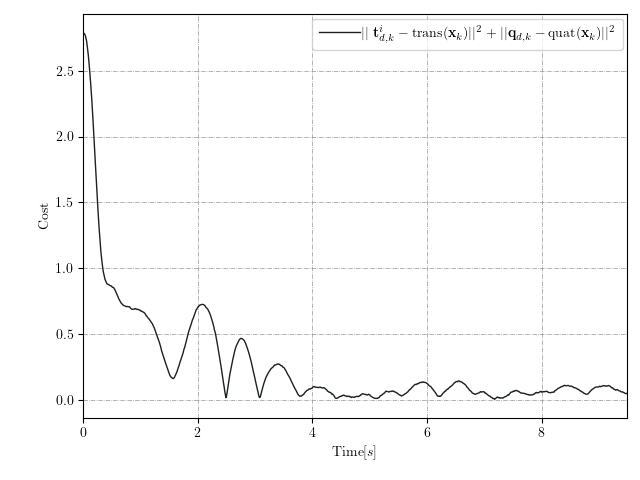 || t^i_{d,k} − trans(x_k)||² + ||q_{d,k} − quat(x_k)||²
2.5
2.0
1.5
1.0
0.5
0.0
Cost
0 2 4 6 8
Time[s]